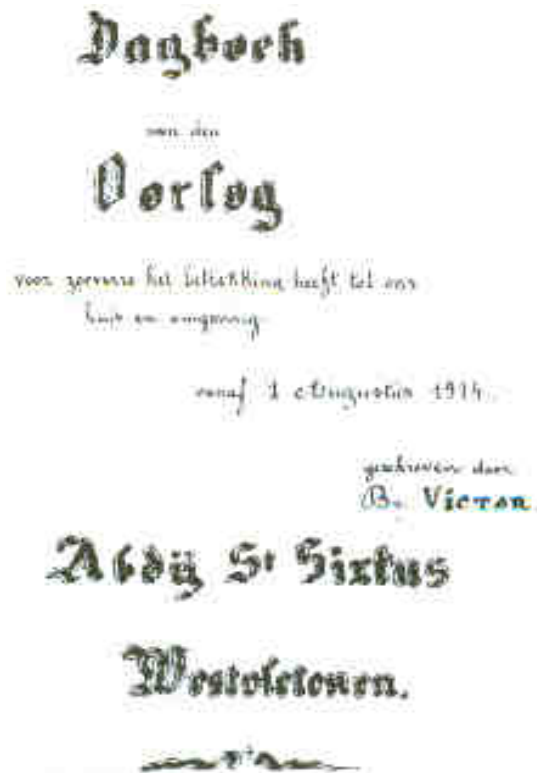 Dagboek
van den
Oorlog
voor zooverre het betrekking heeft tot ons
huis en omgeving
vanaf 1 Augustus 1914.
geschreven door
Br. Victor
Abdij St Sixtus
Westvleteren.